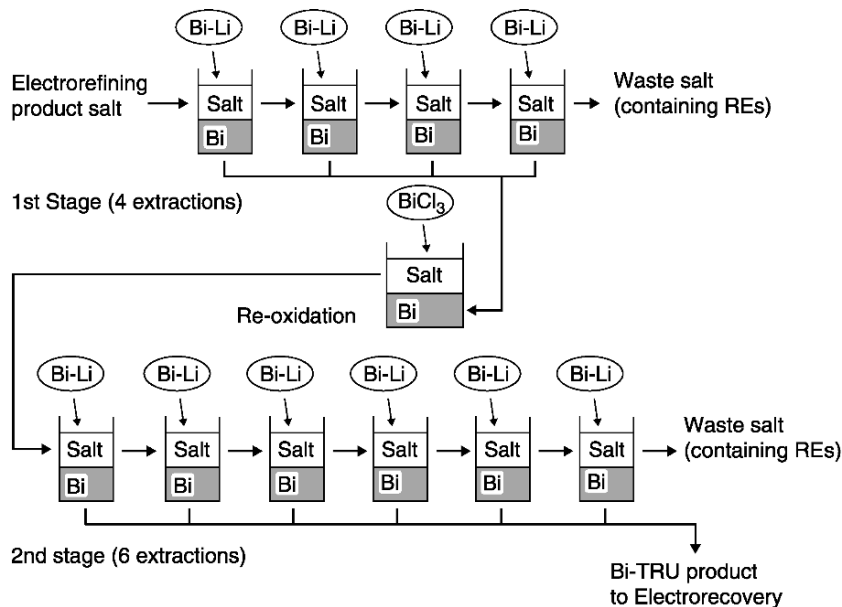 Bi-Li Bi-Li Bi-Li Bi-Li
Electrorefining
product salt
Salt Salt Salt Salt
Waste salt
(containing REs)
Bi Bi Bi Bi
1st Stage (4 extractions)
BiCl3
Salt
Re-oxidation
Bi
Bi-Li Bi-Li Bi-Li Bi-Li Bi-Li Bi-Li
Salt Salt Salt Salt Salt Salt
Waste salt
(containing REs)
Bi Bi Bi Bi Bi Bi
2nd stage (6 extractions)
Bi-TRU product
to Electrorecovery